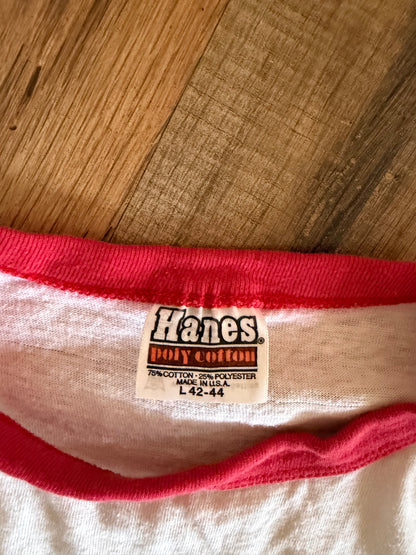 Hanes®
poly cotton
75% COTTON · 25% POLYESTER
MADE IN U.S.A.
L 42-44